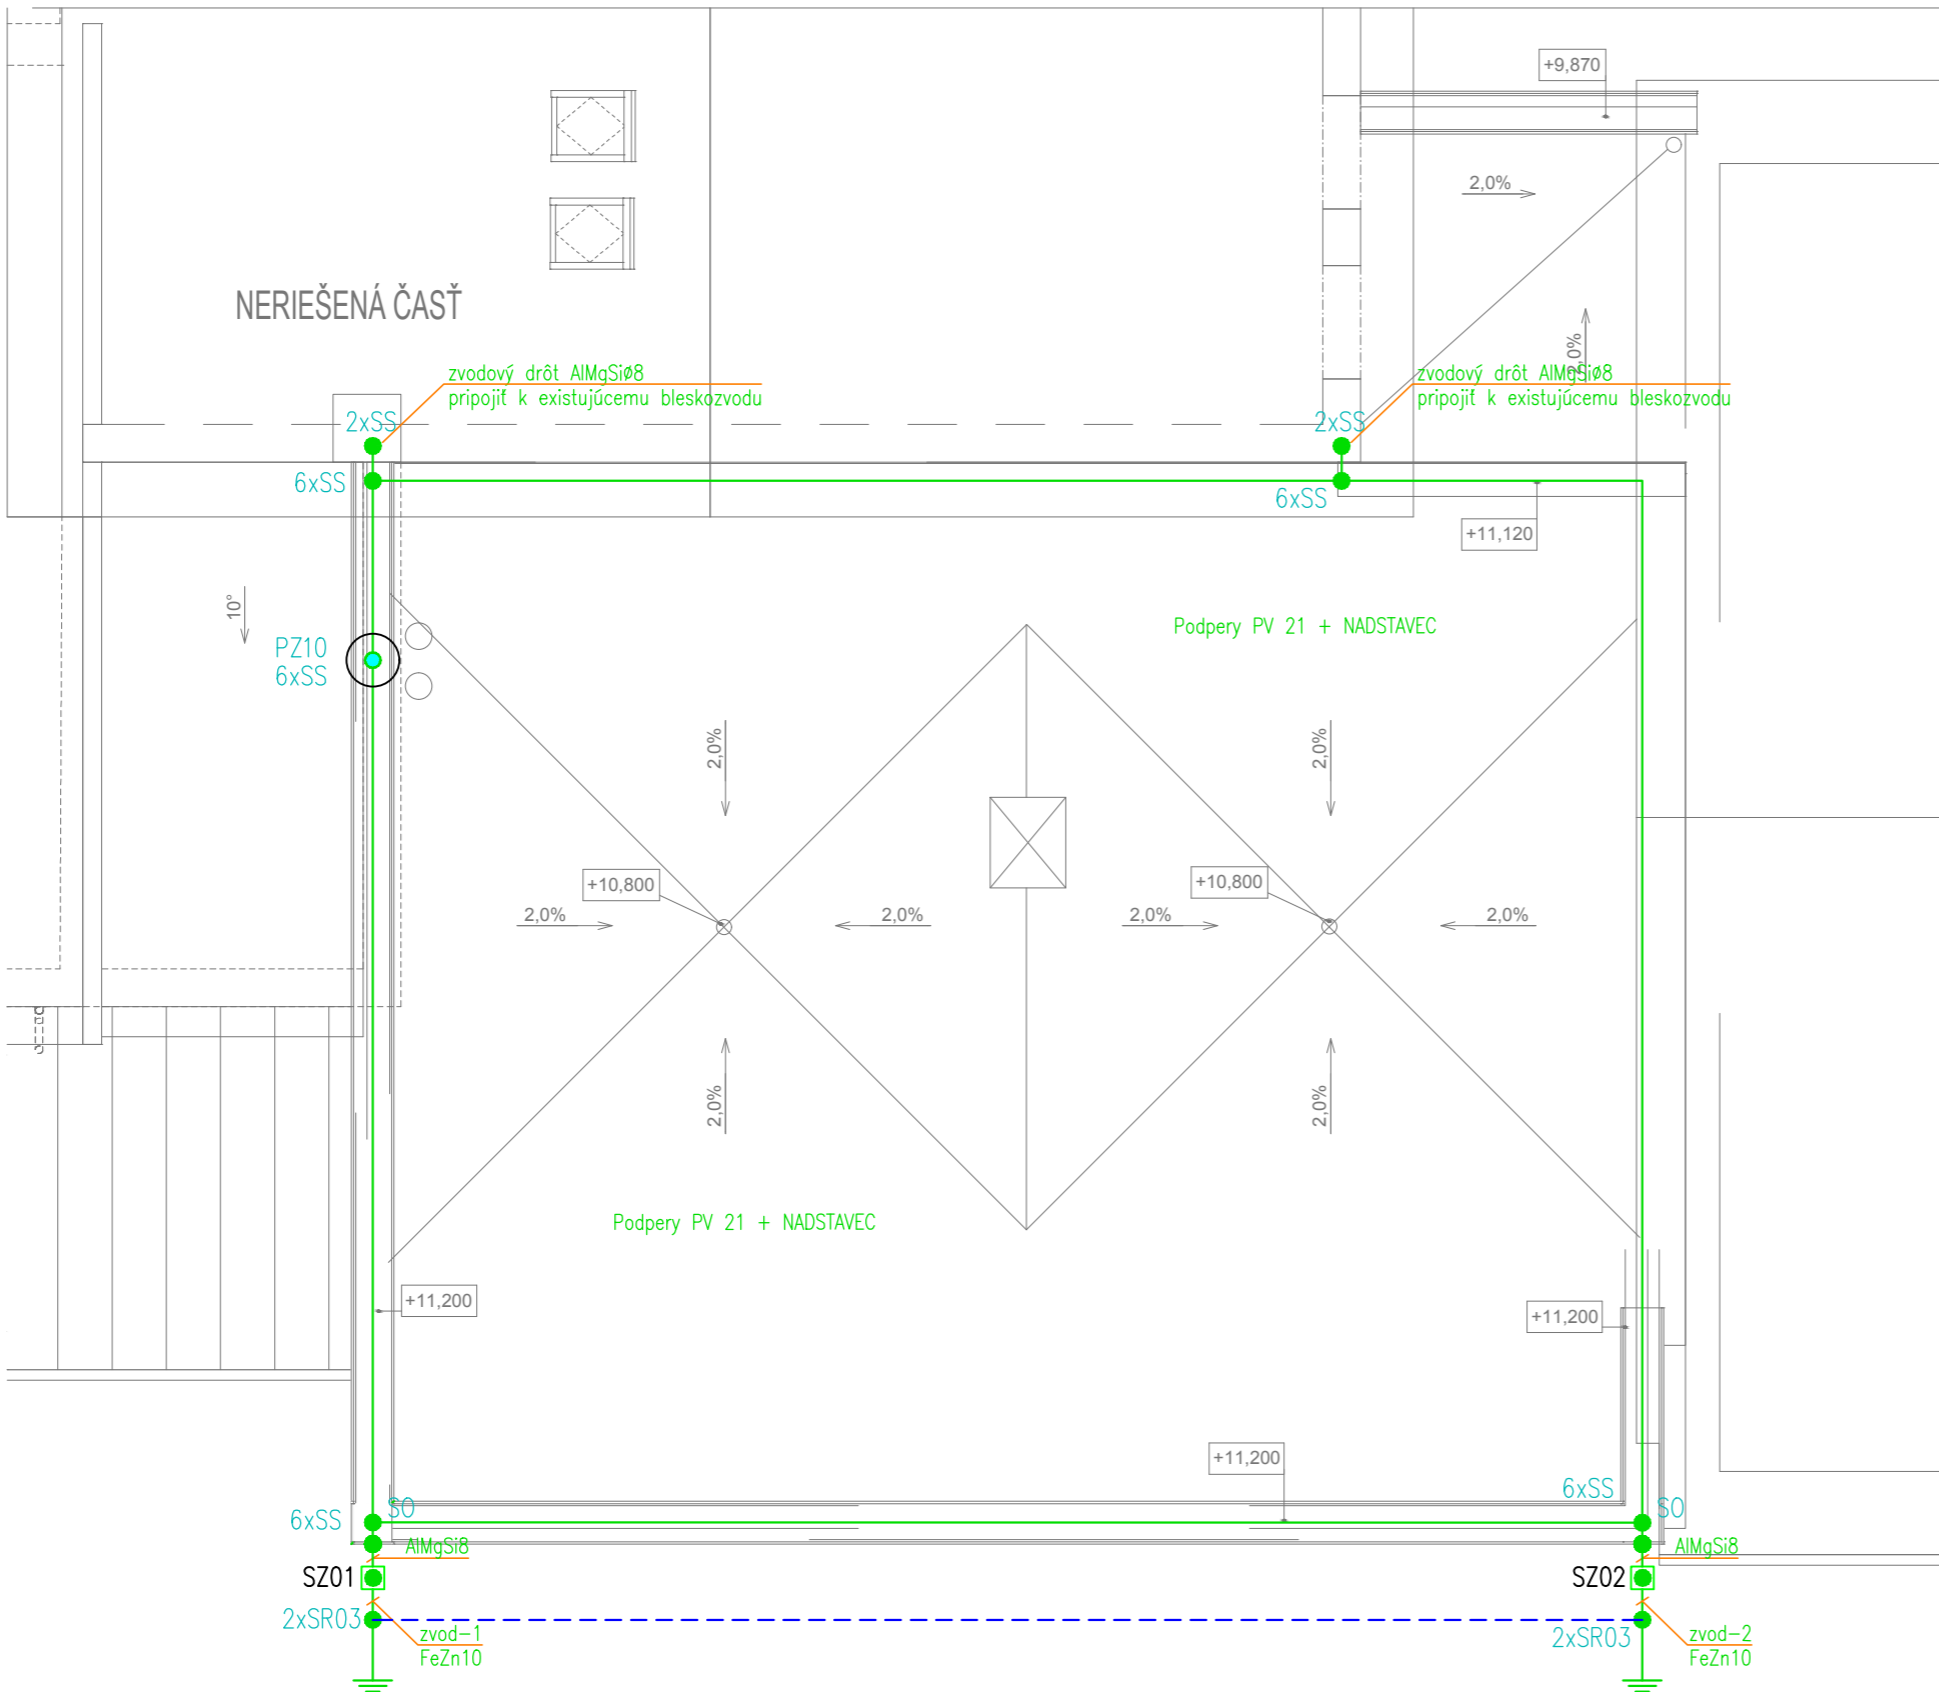 +9,870
2,0%
NERIEŠENÁ ČASŤ
2,0%
zvodový drôt AlMgSiø8
pripojiť k existujúcemu bleskozvodu
zvodový drôt AlMgSiø8
pripojiť k existujúcemu bleskozvodu
2xSS
2xSS
6xSS
6xSS
+11,120
10°
Podpery PV 21 + NADSTAVEC
PZ10
6xSS
2,0%
2,0%
+10,800
+10,800
2,0%
2,0%
2,0%
2,0%
2,0%
2,0%
Podpery PV 21 + NADSTAVEC
+11,200
+11,200
+11,200
6xSS
SO
6xSS
SO
AlMgSi8
AlMgSi8
SZ01
SZ02
2xSR03
2xSR03
zvod-1
FeZn10
zvod-2
FeZn10